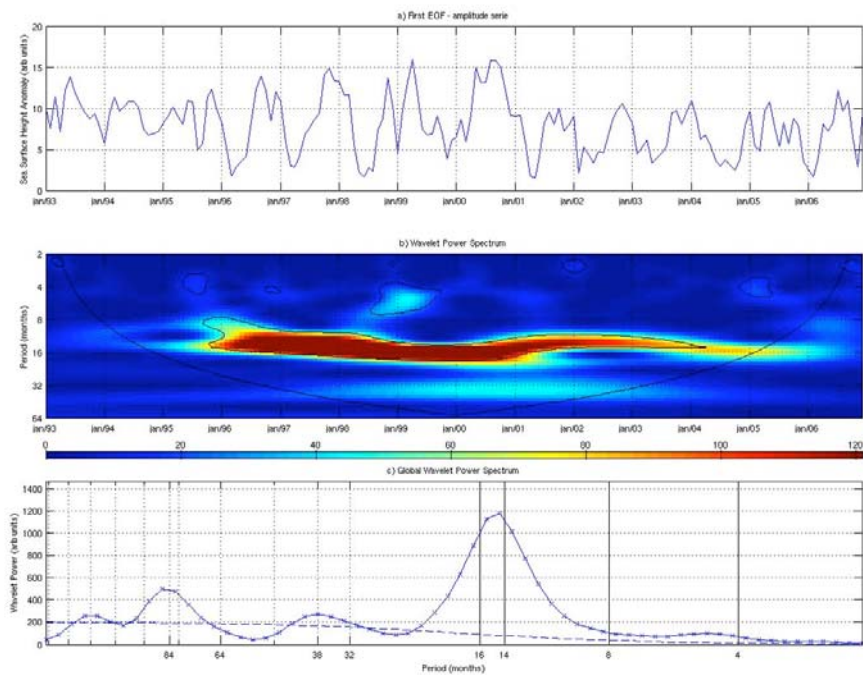 a) First EOF - amplitude serie
Sea Surface Height Anomaly (arb units)
20
15
10
5
0
jan/93 jan/94 jan/95 jan/96 jan/97 jan/98 jan/99 jan/00 jan/01 jan/02 jan/03 jan/04 jan/05 jan/06
b) Wavelet Power Spectrum
Period (months)
2
4
8
16
32
64
jan/93 jan/94 jan/95 jan/96 jan/97 jan/98 jan/99 jan/00 jan/01 jan/02 jan/03 jan/04 jan/05 jan/06
0 20 40 60 80 100 120
c) Global Wavelet Power Spectrum
Wavelet Power (arb units)
1400
1200
1000
800
600
400
200
0
84 64 38 32 16 14 8 4
Period (months)